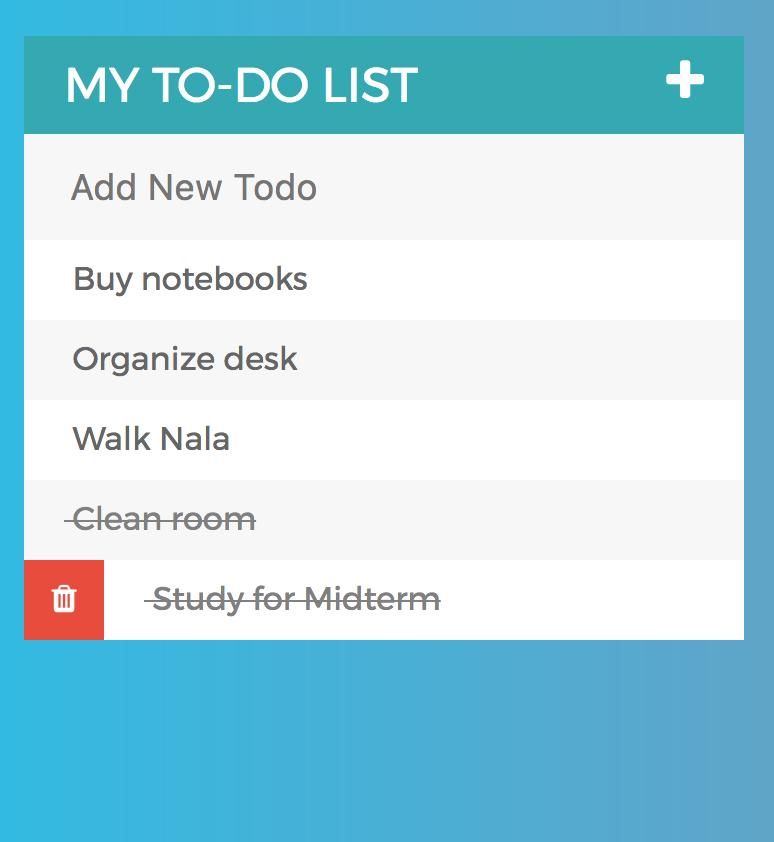 MY TO-DO LIST
Add New Todo
Buy notebooks
Organize desk
Walk Nala
Clean room
Study for Midterm